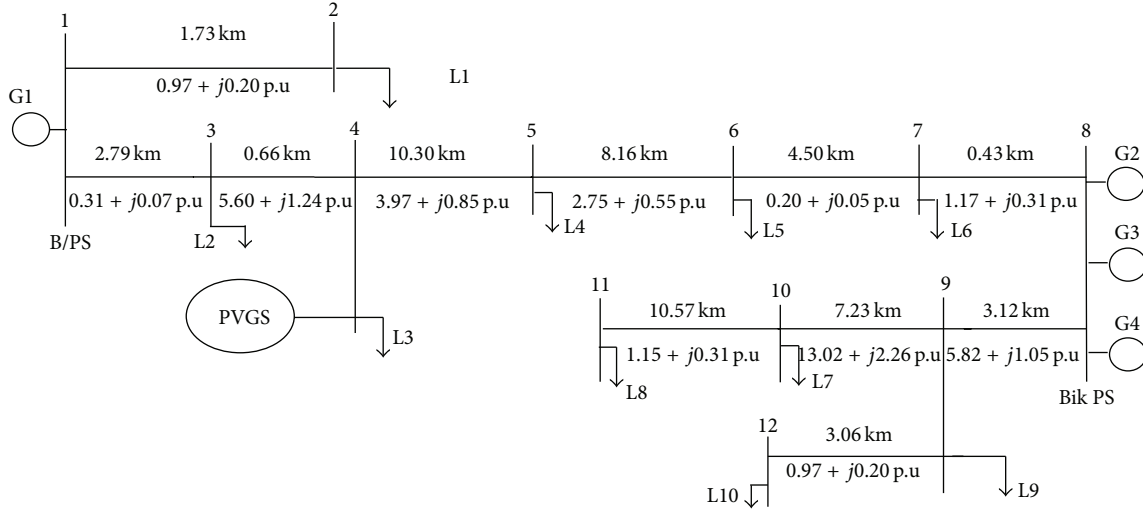 1
2
1.73 km
0.97 + j0.20 p.u
L1
G1
3
4
5
6
7
8
2.79 km
0.66 km
10.30 km
8.16 km
4.50 km
0.43 km
G2
0.31 + j0.07 p.u
5.60 + j1.24 p.u
3.97 + j0.85 p.u
2.75 + j0.55 p.u
0.20 + j0.05 p.u
1.17 + j0.31 p.u
B/PS
L2
L4
L5
L6
G3
PVGS
L3
11
10
9
10.57 km
7.23 km
3.12 km
G4
1.15 + j0.31 p.u
13.02 + j2.26 p.u
5.82 + j1.05 p.u
L8
L7
Bik PS
12
3.06 km
0.97 + j0.20 p.u
L10
L9